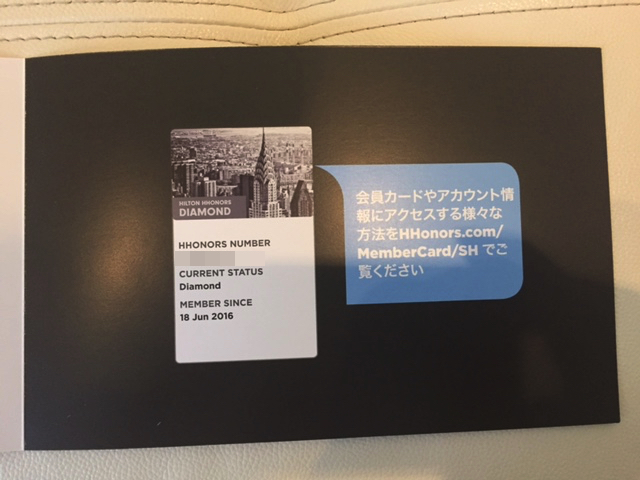 HILTON HHONORS
DIAMOND
HHONORS NUMBER
CURRENT STATUS
Diamond
MEMBER SINCE
18 Jun 2016
会員カードやアカウント情
報にアクセスする様々な
方法をHHonors.com/
MemberCard/SH でご
覧ください